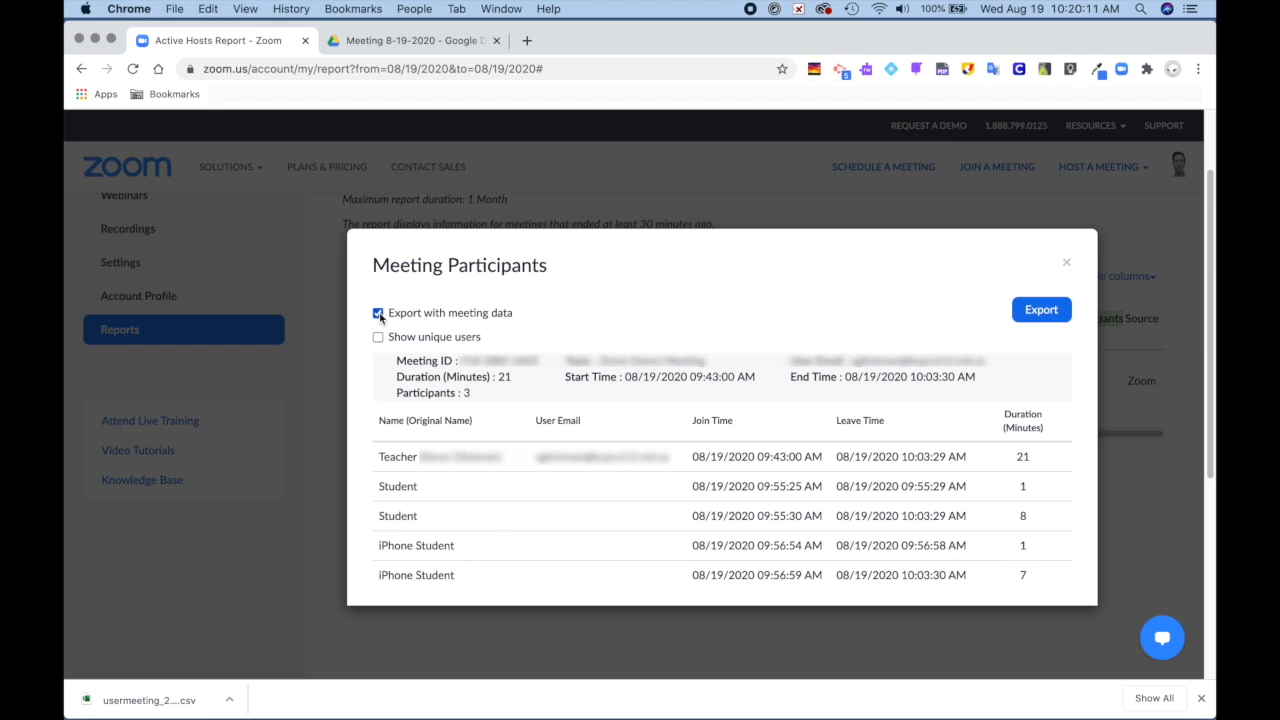 Chrome File Edit View History Bookmarks People Tab Window Help 100% Wed Aug 19 10:20:11 AM
Active Hosts Report - Zoom Meeting 8-19-2020 - Google D
zoom.us/account/my/report?from=08/19/2020&to=08/19/2020#
Apps Bookmarks
REQUEST A DEMO 1.888.799.0125 RESOURCES SUPPORT
zoom SOLUTIONS PLANS & PRICING CONTACT SALES SCHEDULE A MEETING JOIN A MEETING HOST A MEETING
Webinars
Maximum report duration: 1 Month
The report displays information for meetings that ended at least 30 minutes ago.
Recordings
Settings
Account Profile
Reports
Attend Live Training
Video Tutorials
Knowledge Base
Meeting Participants
columns
Export with meeting data
Export
Source
Show unique users
Meeting ID :
Duration (Minutes) : 21 Start Time : 08/19/2020 09:43:00 AM End Time : 08/19/2020 10:03:30 AM
Participants : 3
Zoom
Name (Original Name) User Email Join Time Leave Time Duration
(Minutes)
Teacher 08/19/2020 09:43:00 AM 08/19/2020 10:03:29 AM 21
Student 08/19/2020 09:55:25 AM 08/19/2020 09:55:29 AM 1
Student 08/19/2020 09:55:30 AM 08/19/2020 10:03:29 AM 8
iPhone Student 08/19/2020 09:56:54 AM 08/19/2020 09:56:58 AM 1
iPhone Student 08/19/2020 09:56:59 AM 08/19/2020 10:03:30 AM 7
usermeeting_2....csv Show All